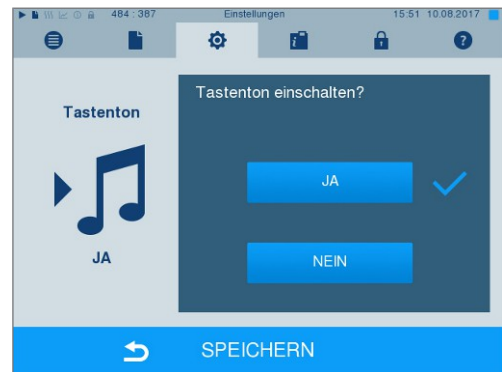 484 : 387 Einstellungen 15:51 10.08.2017
Tastenton
JA
Tastenton einschalten?
JA
NEIN
SPEICHERN